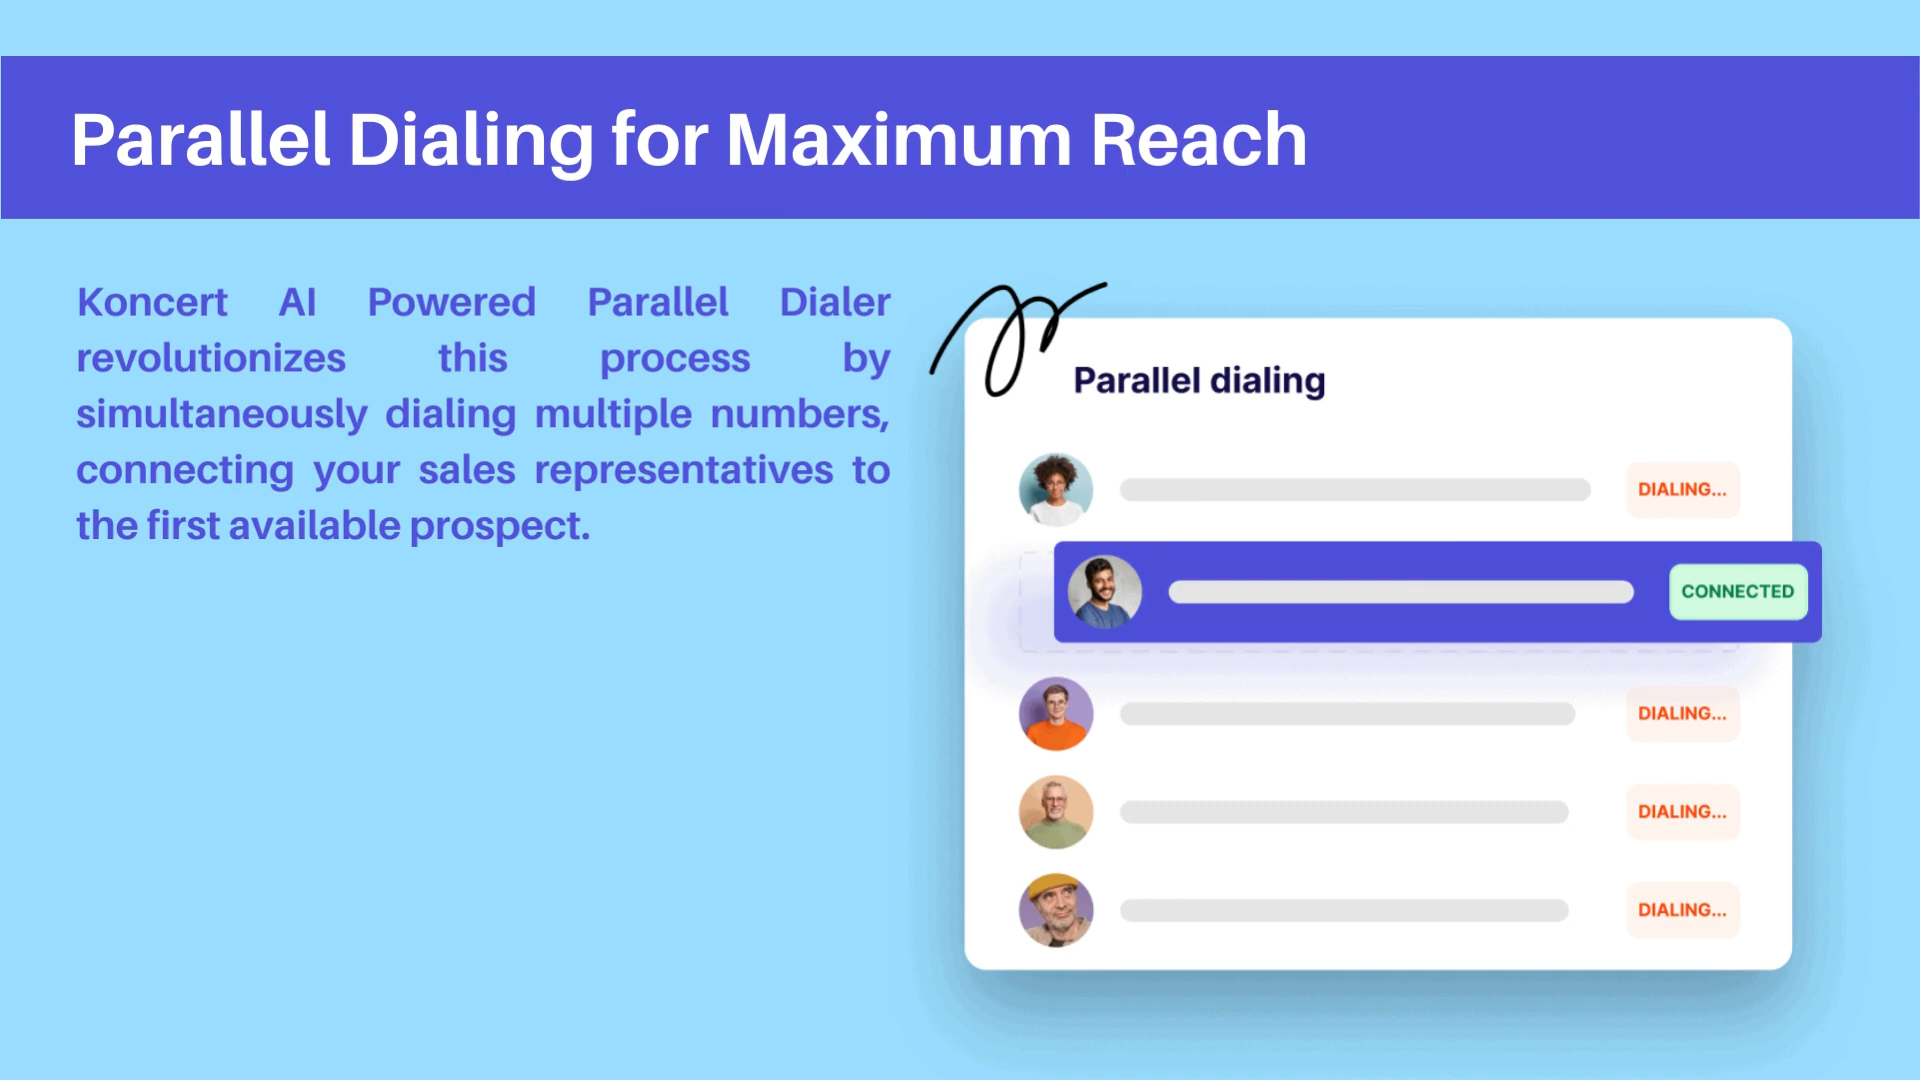 Parallel Dialing for Maximum Reach
Koncert AI Powered Parallel Dialer
revolutionizes this process by
simultaneously dialing multiple numbers,
connecting your sales representatives to
the first available prospect.
Parallel dialing
DIALING...
CONNECTED
DIALING...
DIALING...
DIALING...